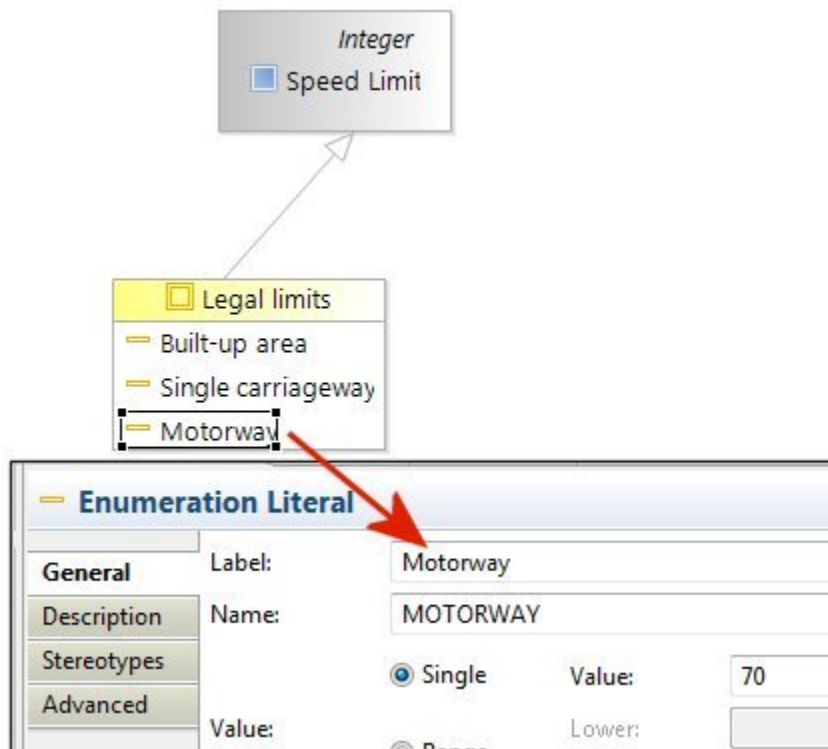 Integer
Speed Limit
Legal limits
Built-up area
Single carriageway
Motorway
Enumeration Literal
General
Label: Motorway
Description
Name: MOTORWAY
Stereotypes
Single Value: 70
Advanced
Value: Lower:
Range